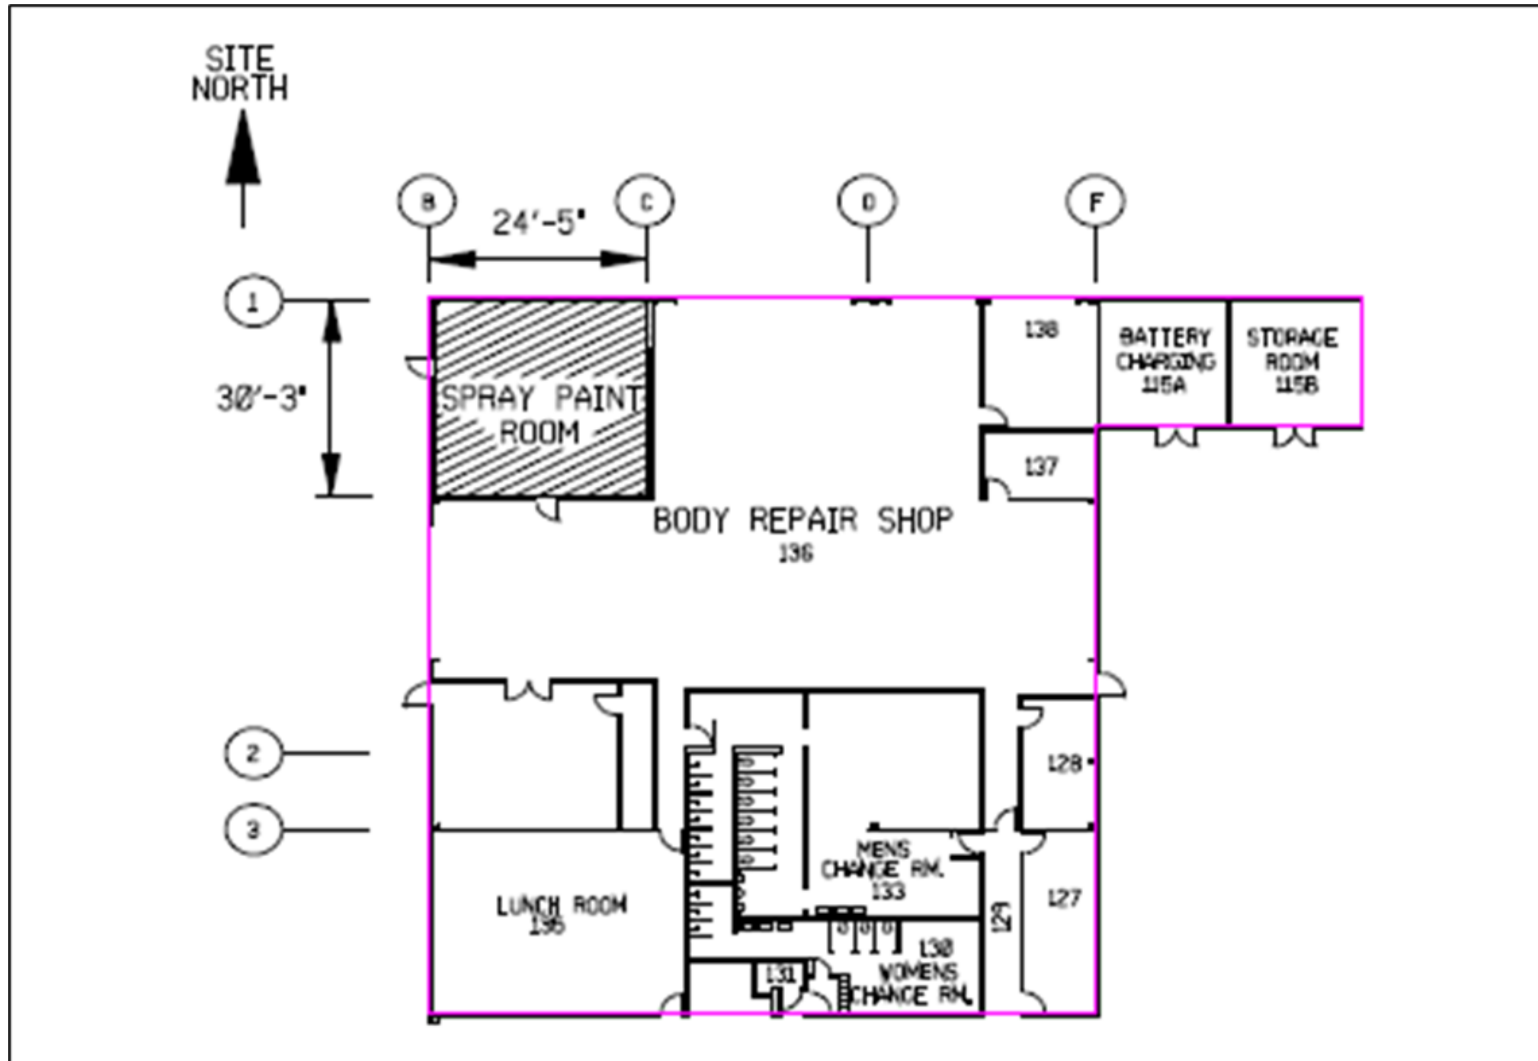 SITE
NORTH
B
C
D
F
24'-5"
1
30'-3"
SPRAY PAINT
ROOM
138
BATTERY
CHARGING
115A
STORAGE
ROOM
115B
137
BODY REPAIR SHOP
136
2
128
3
MENS
CHANGE RM.
133
LUNCH ROOM
135
129
127
130
WOMENS
CHANGE RM.
131